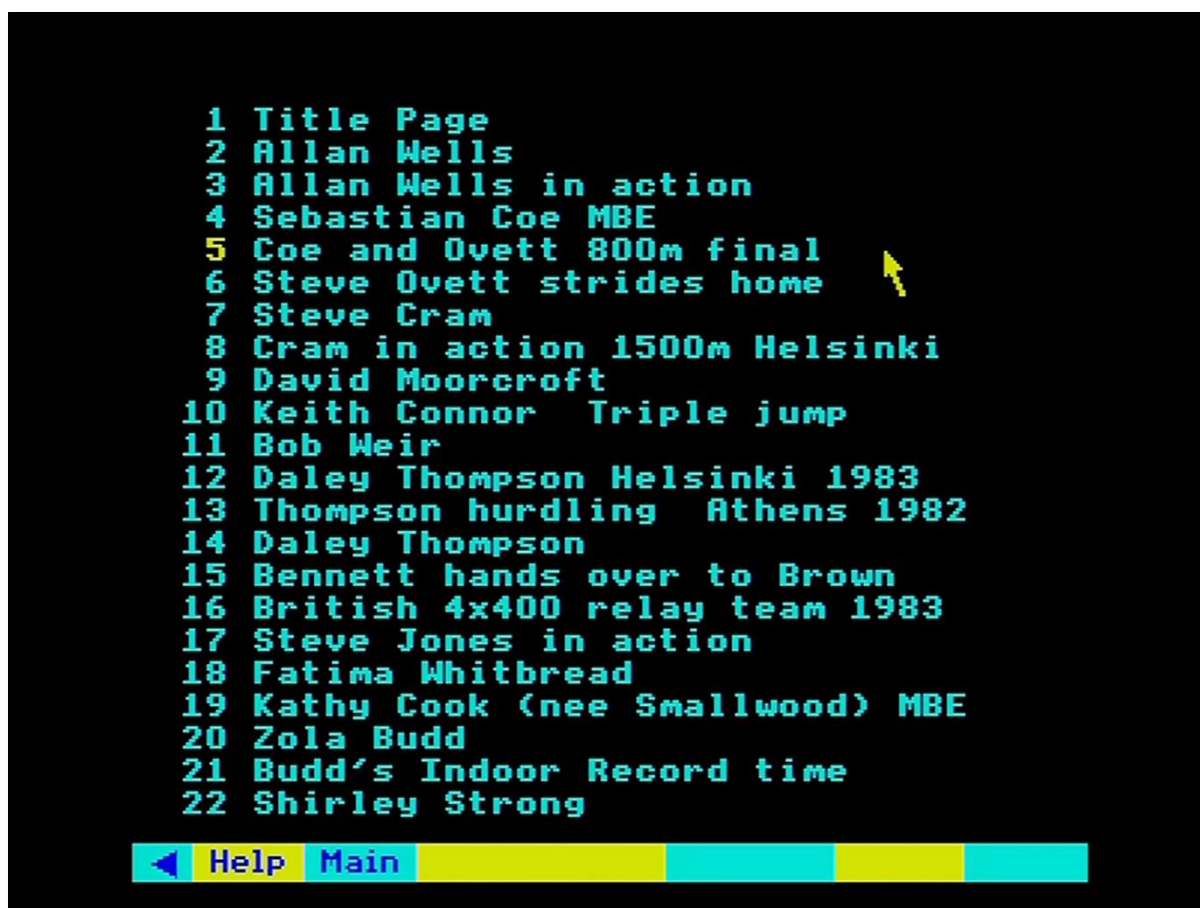 1 Title Page
2 Allan Wells
3 Allan Wells in action
4 Sebastian Coe MBE
5 Coe and Ovett 800m final
6 Steve Ovett strides home
7 Steve Cram
8 Cram in action 1500m Helsinki
9 David Moorcroft
10 Keith Connor  Triple jump
11 Bob Weir
12 Daley Thompson Helsinki 1983
13 Thompson hurdling  Athens 1982
14 Daley Thompson
15 Bennett hands over to Brown
16 British 4x400 relay team 1983
17 Steve Jones in action
18 Fatima Whitbread
19 Kathy Cook (nee Smallwood) MBE
20 Zola Budd
21 Budd's Indoor Record time
22 Shirley Strong
Help Main